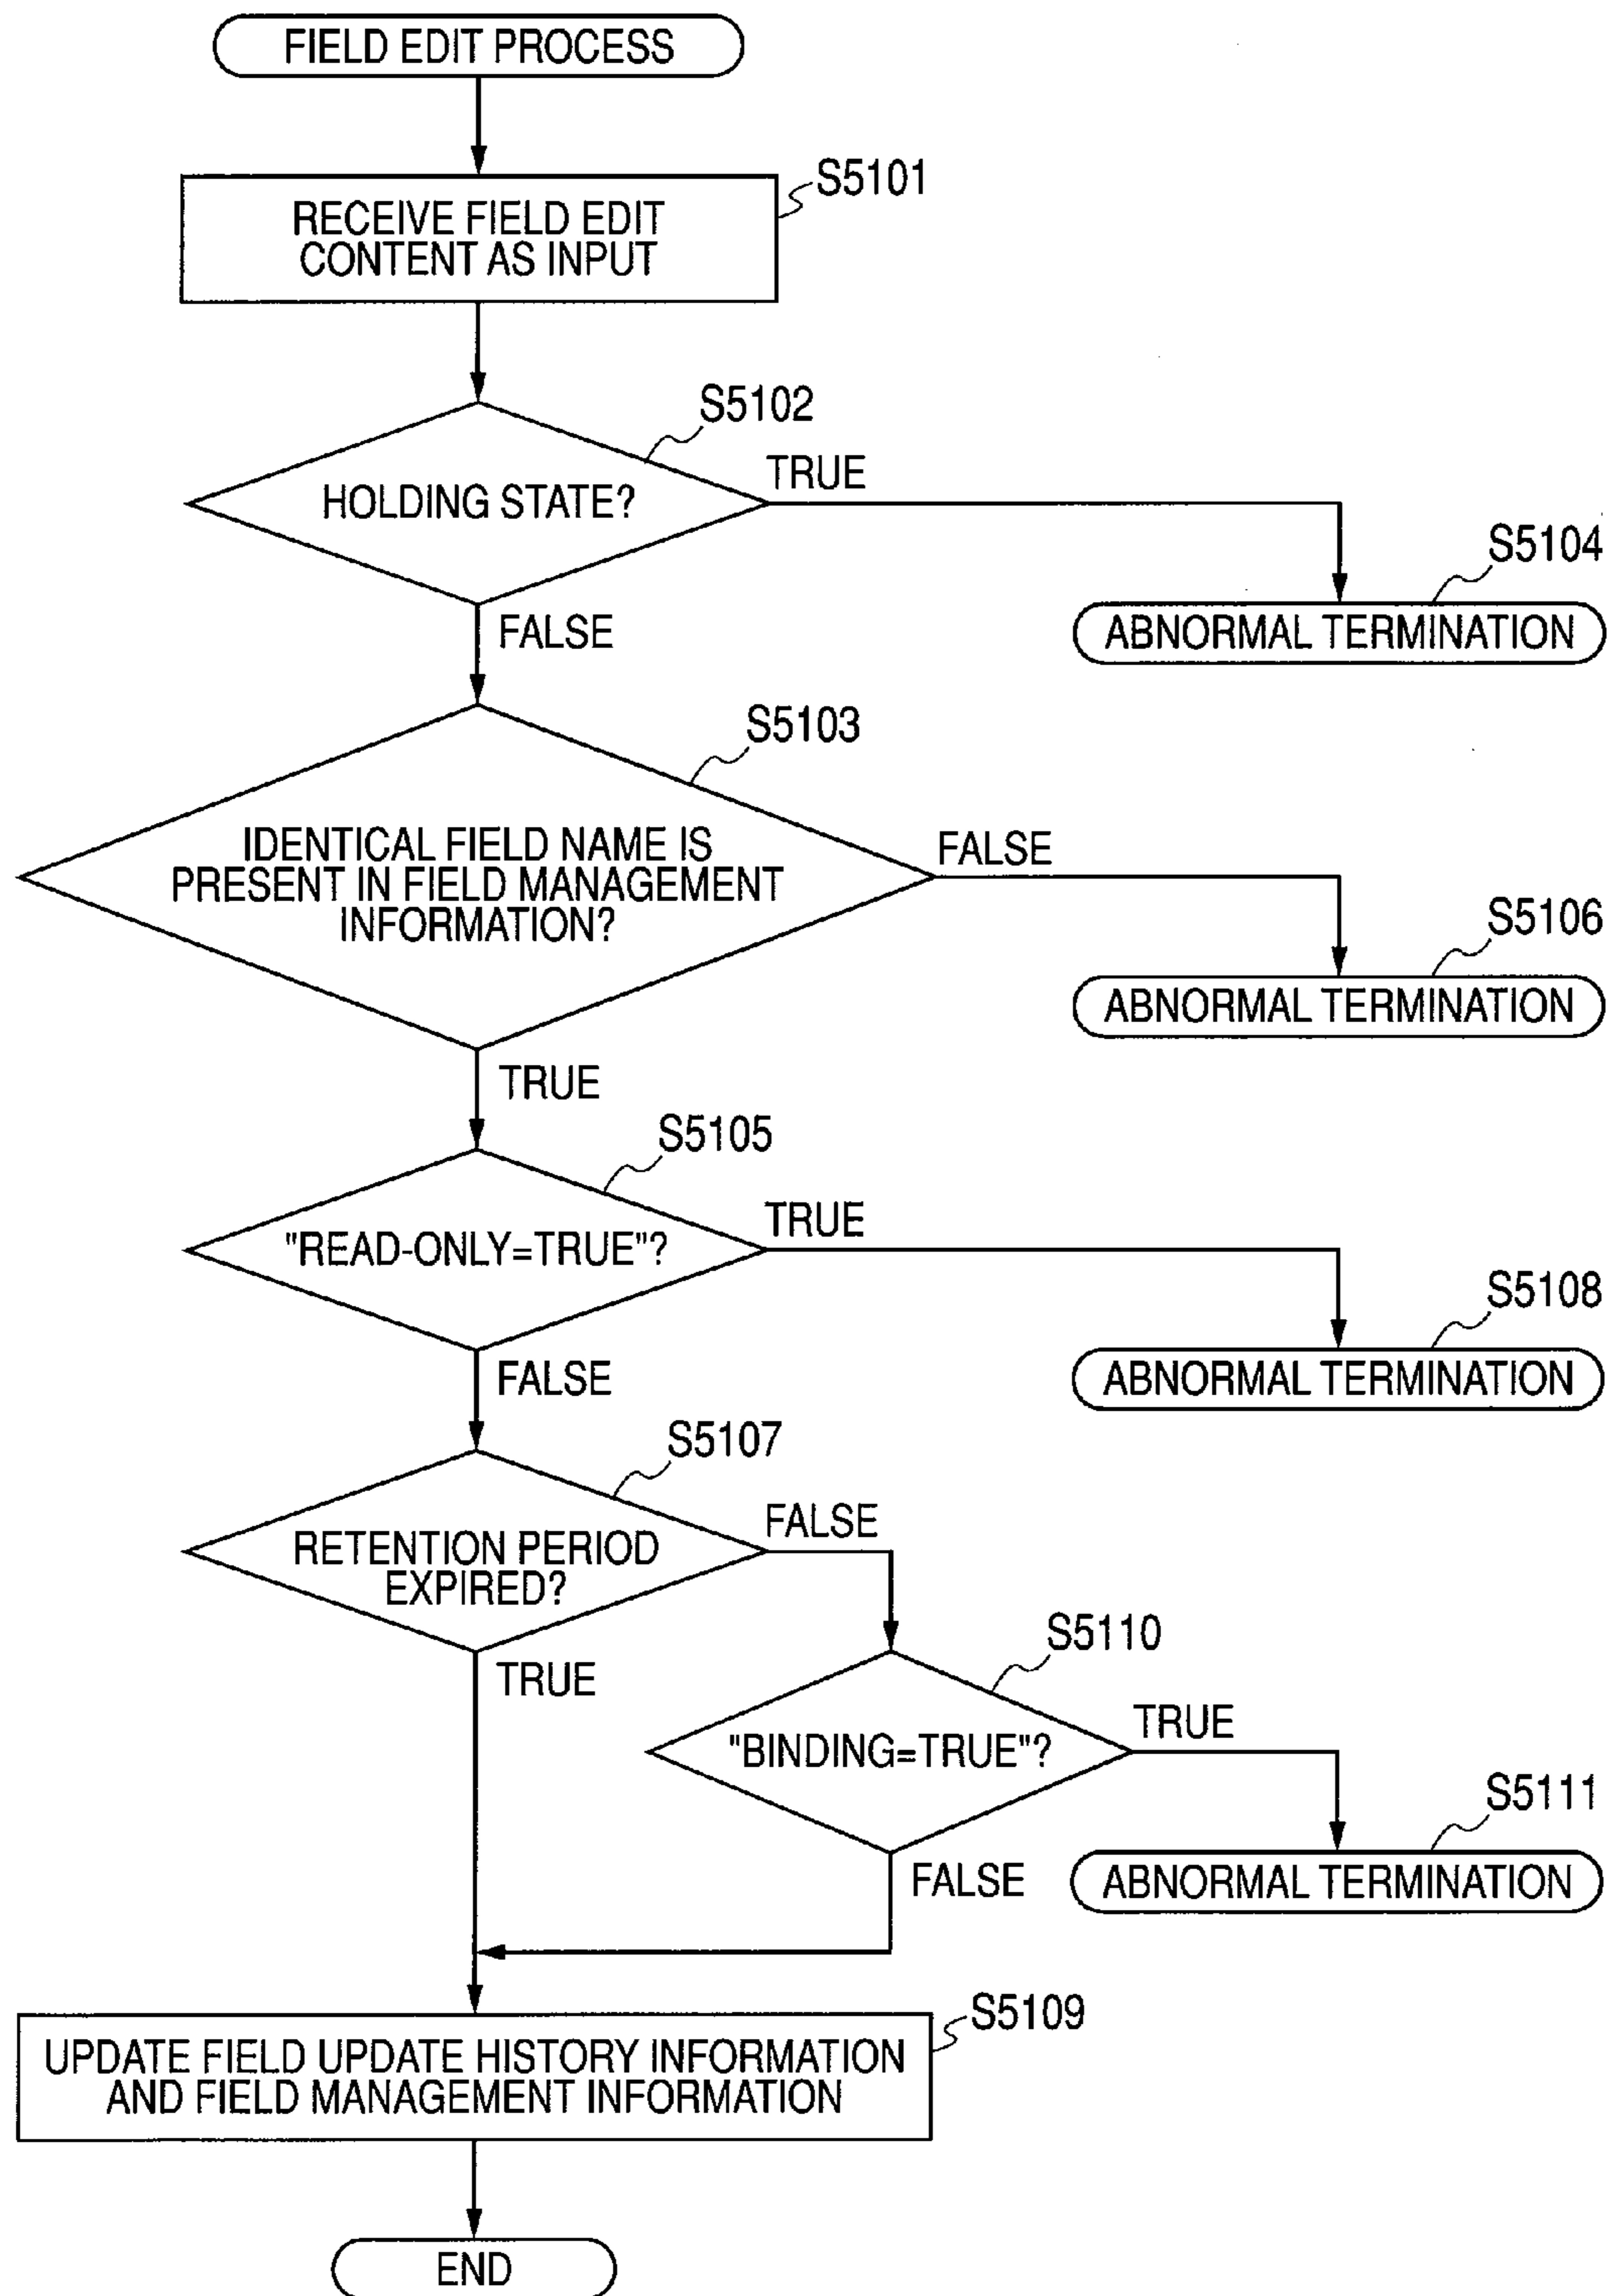 FIELD EDIT PROCESS
S5101
RECEIVE FIELD EDIT
CONTENT AS INPUT
S5102
HOLDING STATE?
TRUE
S5104
ABNORMAL TERMINATION
FALSE
S5103
IDENTICAL FIELD NAME IS
PRESENT IN FIELD MANAGEMENT
INFORMATION?
FALSE
S5106
ABNORMAL TERMINATION
TRUE
S5105
"READ-ONLY=TRUE"?
TRUE
S5108
ABNORMAL TERMINATION
FALSE
S5107
RETENTION PERIOD
EXPIRED?
FALSE
TRUE
S5110
"BINDING=TRUE"?
TRUE
S5111
ABNORMAL TERMINATION
FALSE
S5109
UPDATE FIELD UPDATE HISTORY INFORMATION
AND FIELD MANAGEMENT INFORMATION
END